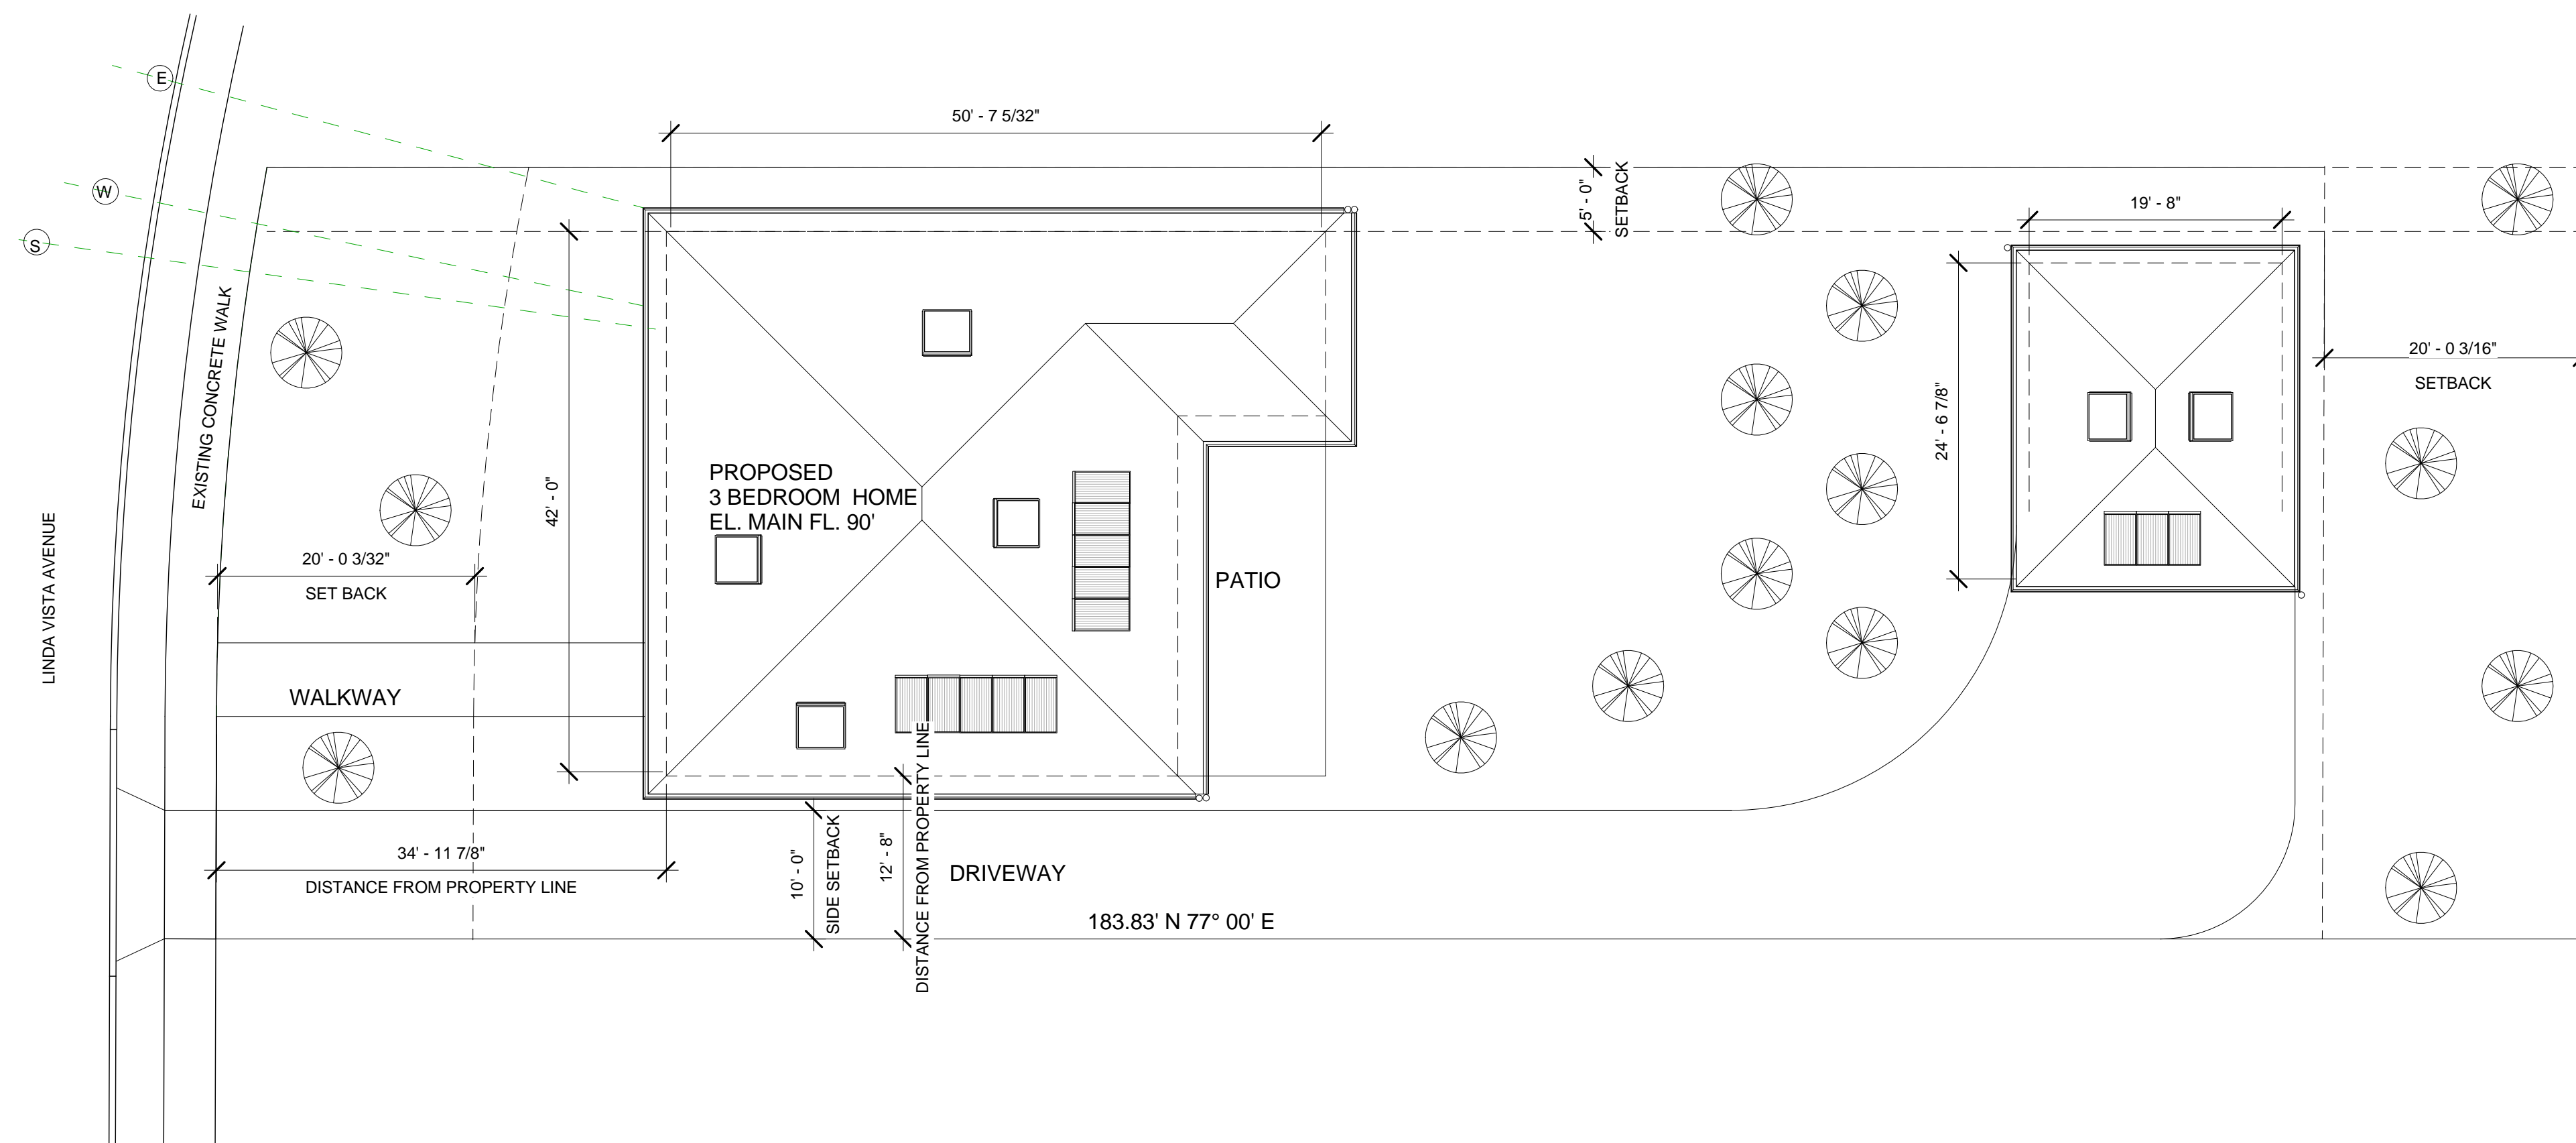 E
50' - 7 5/32"
W
5' - 0"
SETBACK
19' - 8"
S
EXISTING CONCRETE WALK
20' - 0 3/16"
SETBACK
24' - 6 7/8"
42' - 0"
PROPOSED
3 BEDROOM HOME
EL. MAIN FL. 90'
LINDA VISTA AVENUE
20' - 0 3/32"
SET BACK
PATIO
WALKWAY
34' - 11 7/8"
DISTANCE FROM PROPERTY LINE
10' - 0"
SIDE SETBACK
12' - 8"
DISTANCE FROM PROPERTY LINE
DRIVEWAY
183.83' N 77° 00' E